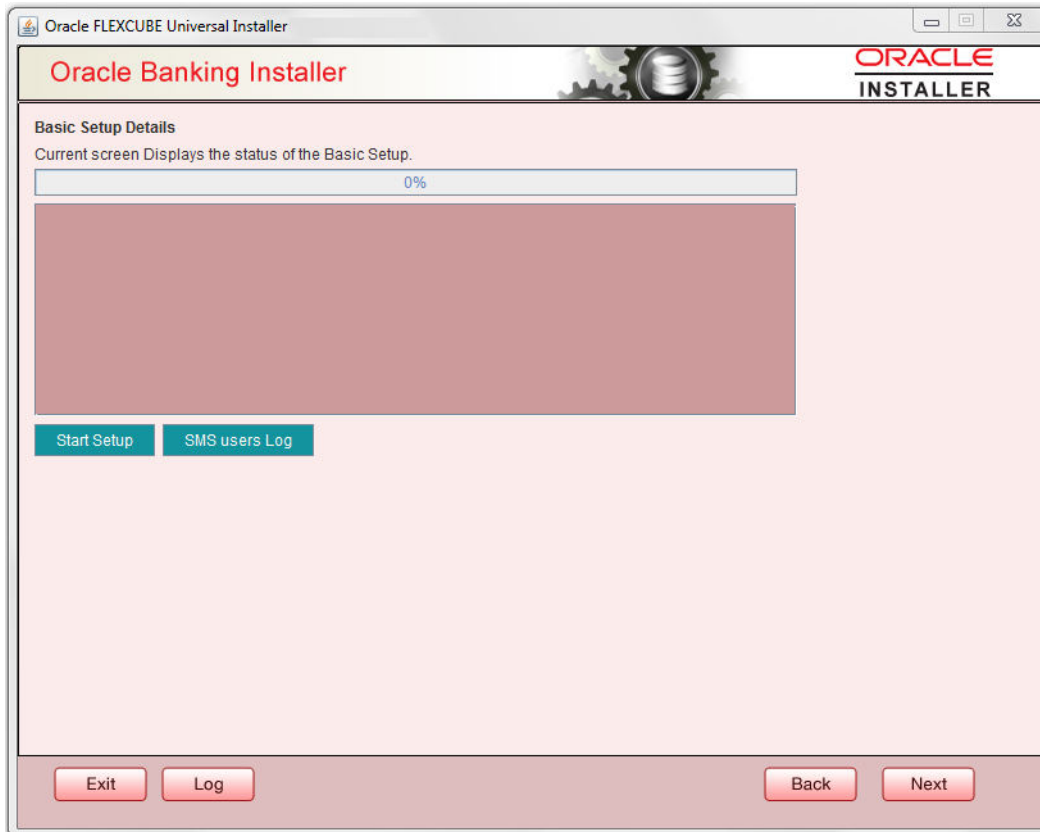 Oracle FLEXCUBE Universal Installer
Oracle Banking Installer
ORACLE
INSTALLER
Basic Setup Details
Current screen Displays the status of the Basic Setup.
0%
Start Setup SMS users Log
Exit Log Back Next